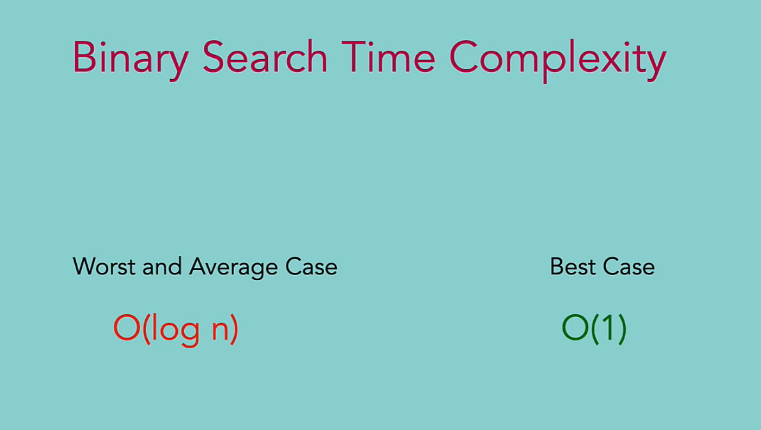 Binary Search Time Complexity
Worst and Average Case
Best Case
O(log n)
O(1)